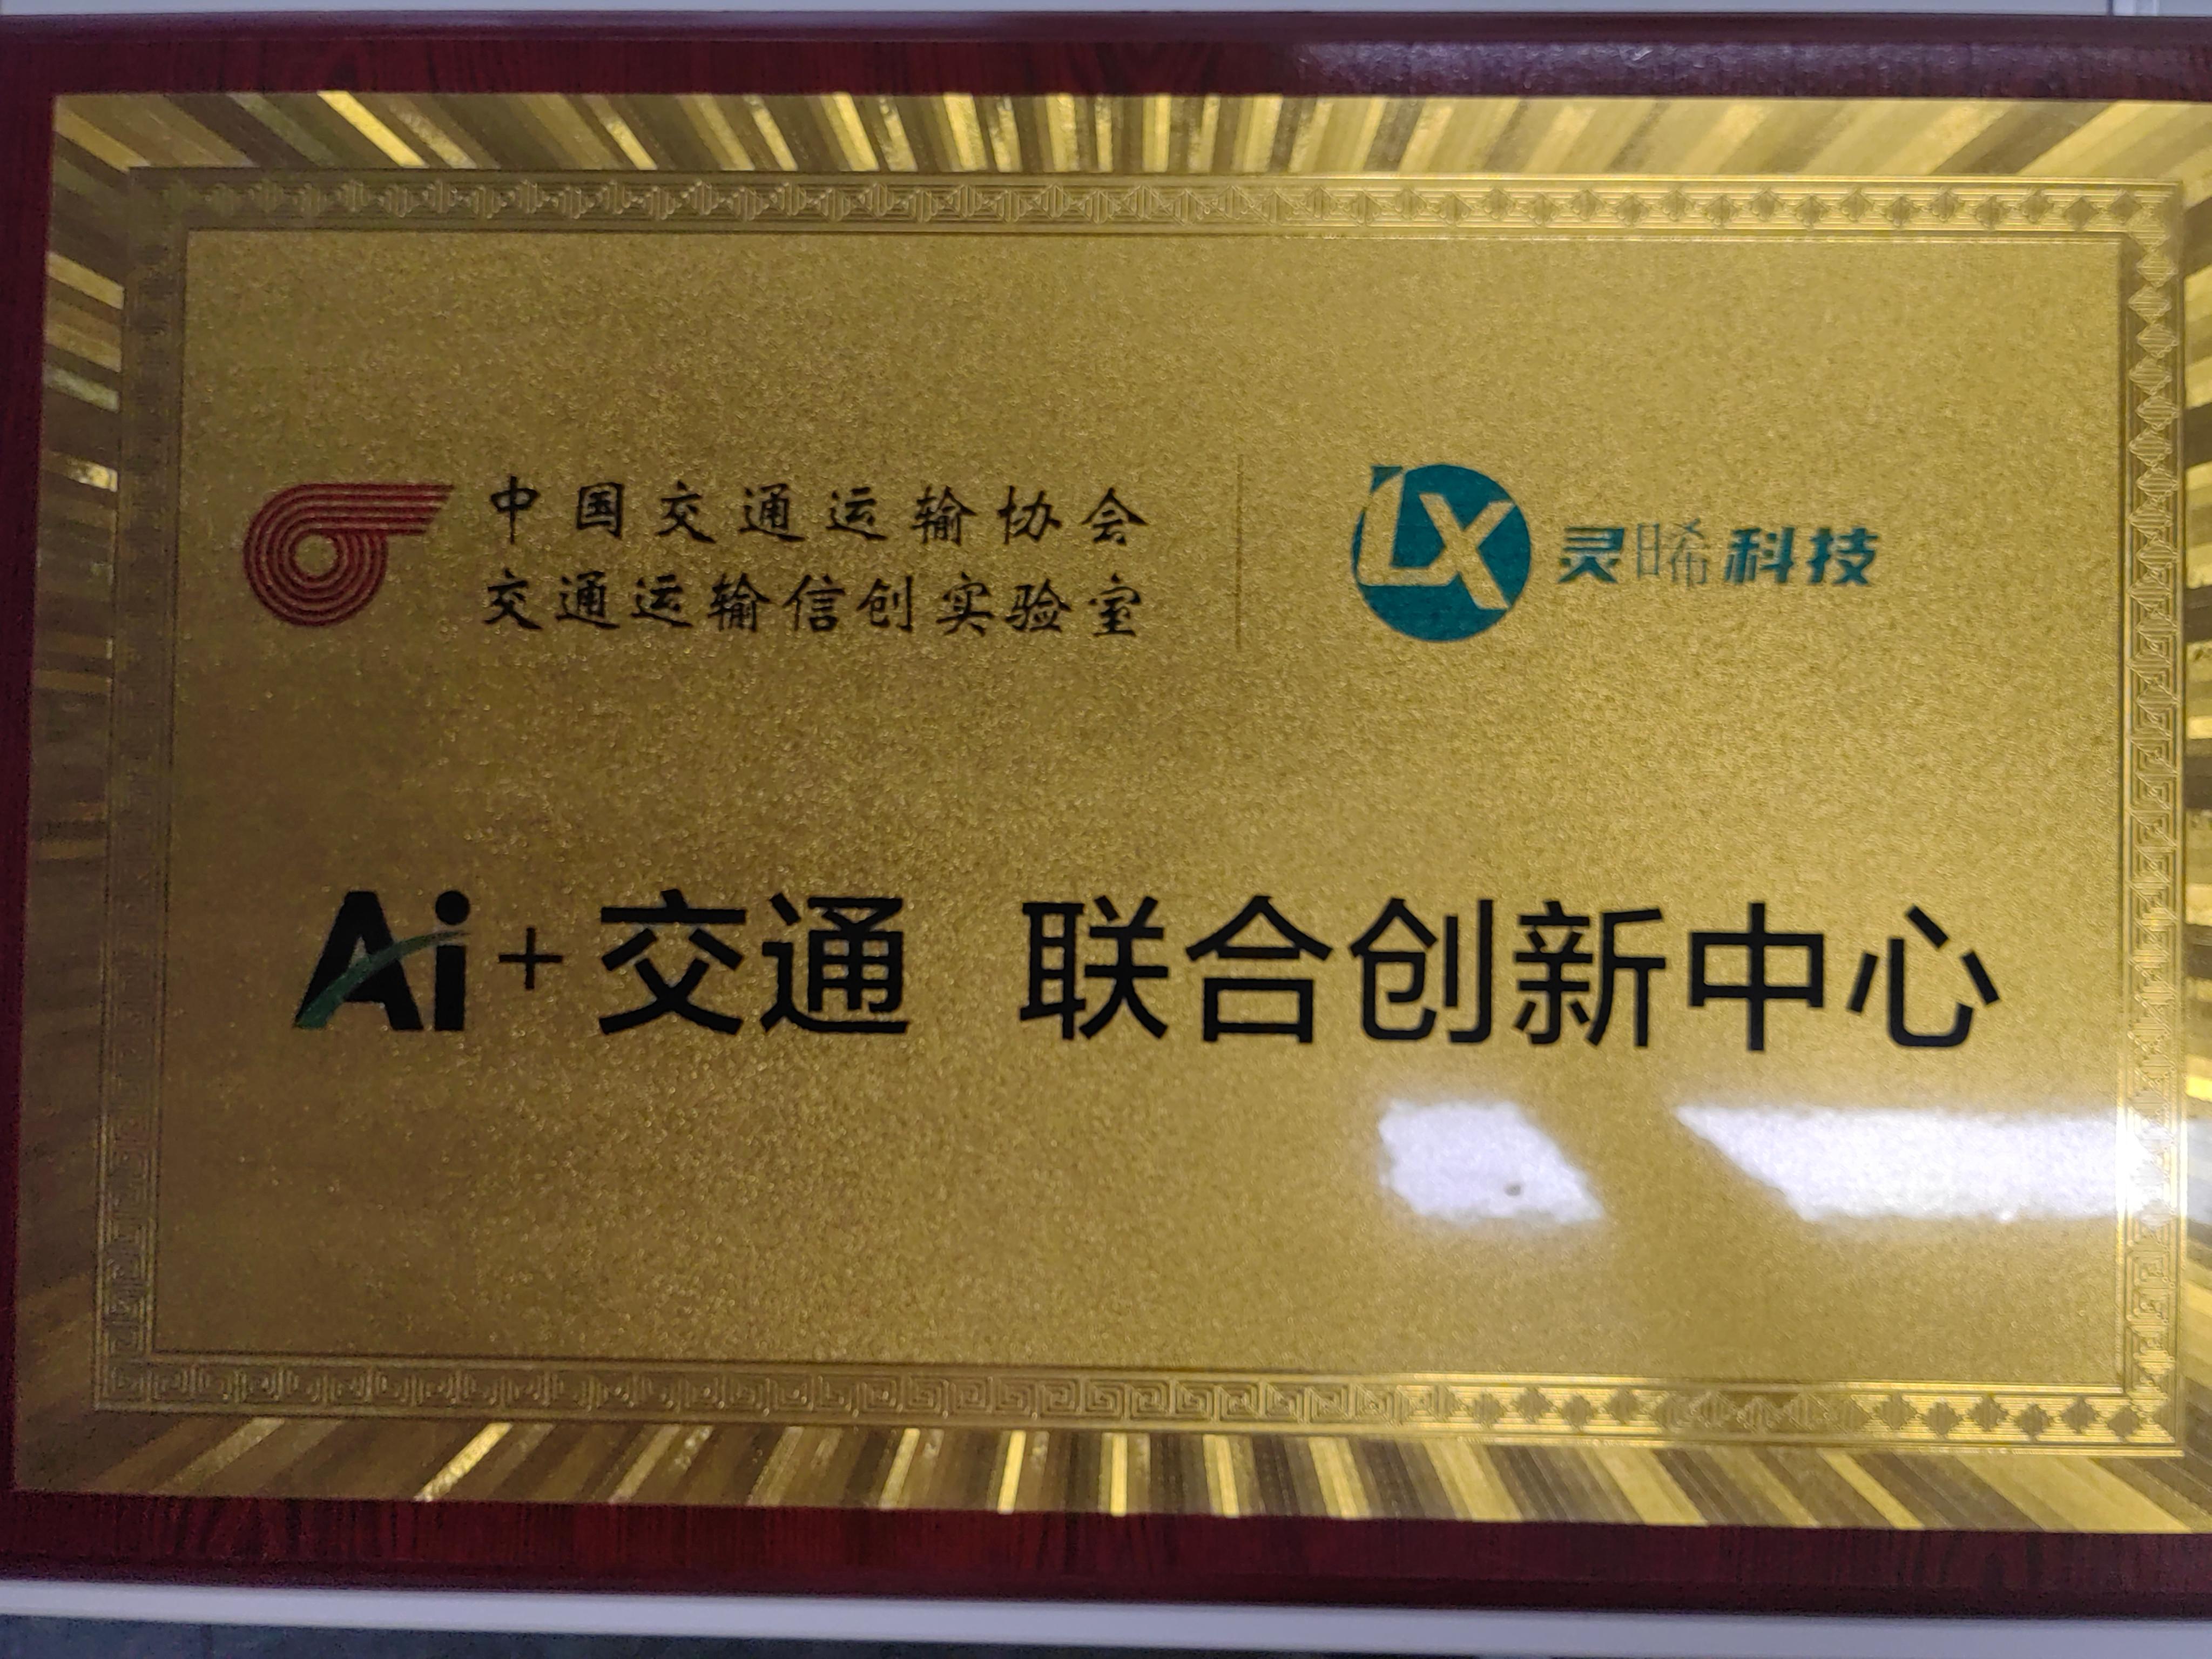 中国交通运输协会
交通运输信创实验室
LX 灵晞科技
Ai+交通 联合创新中心